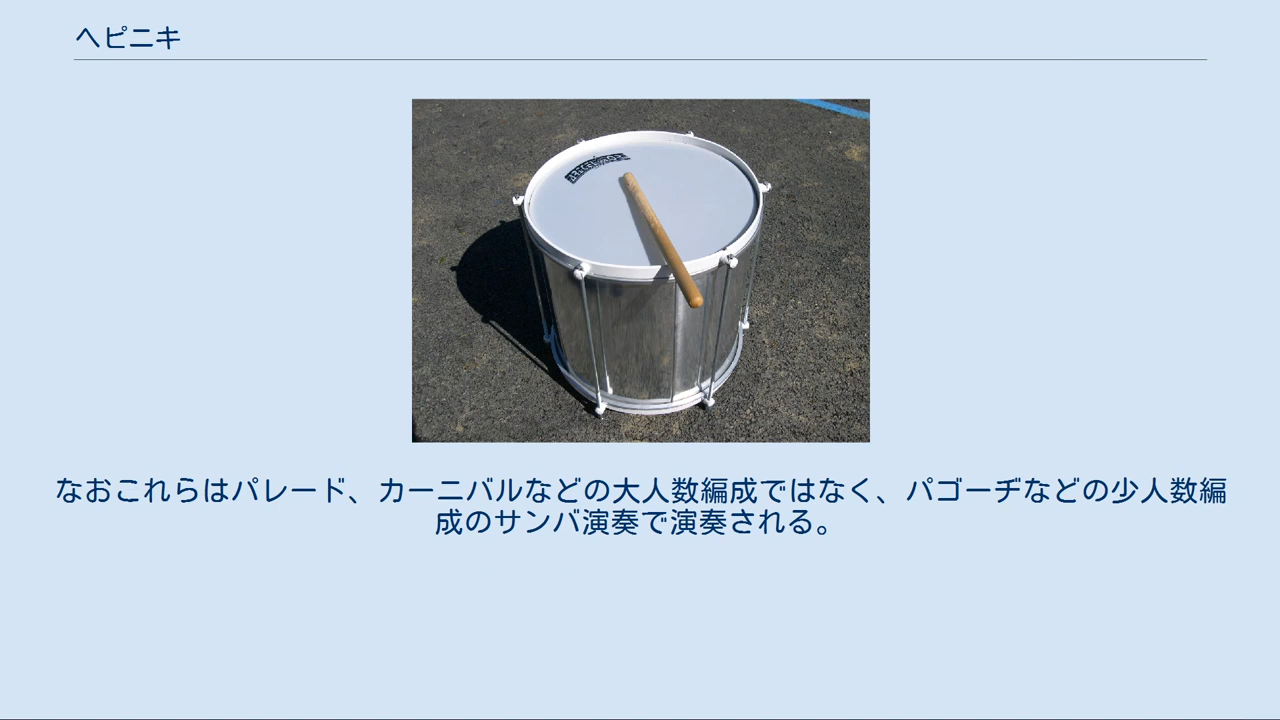 ヘピニキ
なおこれらはパレード、カーニバルなどの大人数編成ではなく、パゴーヂなどの少人数編
成のサンバ演奏で演奏される。